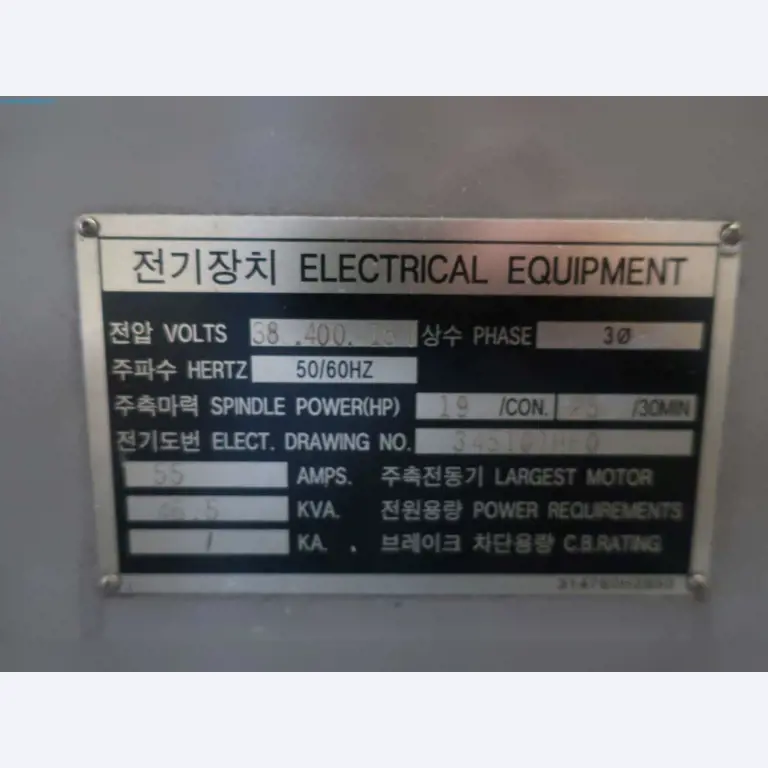 전기장치 ELECTRICAL EQUIPMENT
전압 VOLTS 상수 PHASE 3Ø
주파수 HERTZ 50/60HZ
주축마력 SPINDLE POWER(HP) 19 /CON. /30MIN
전기도번 ELECT. DRAWING NO.
55 AMPS. 주축전동기 LARGEST MOTOR
46.5 KVA. 전원용량 POWER REQUIREMENTS
/ KA. 브레이크 차단용량 C.B.RATING